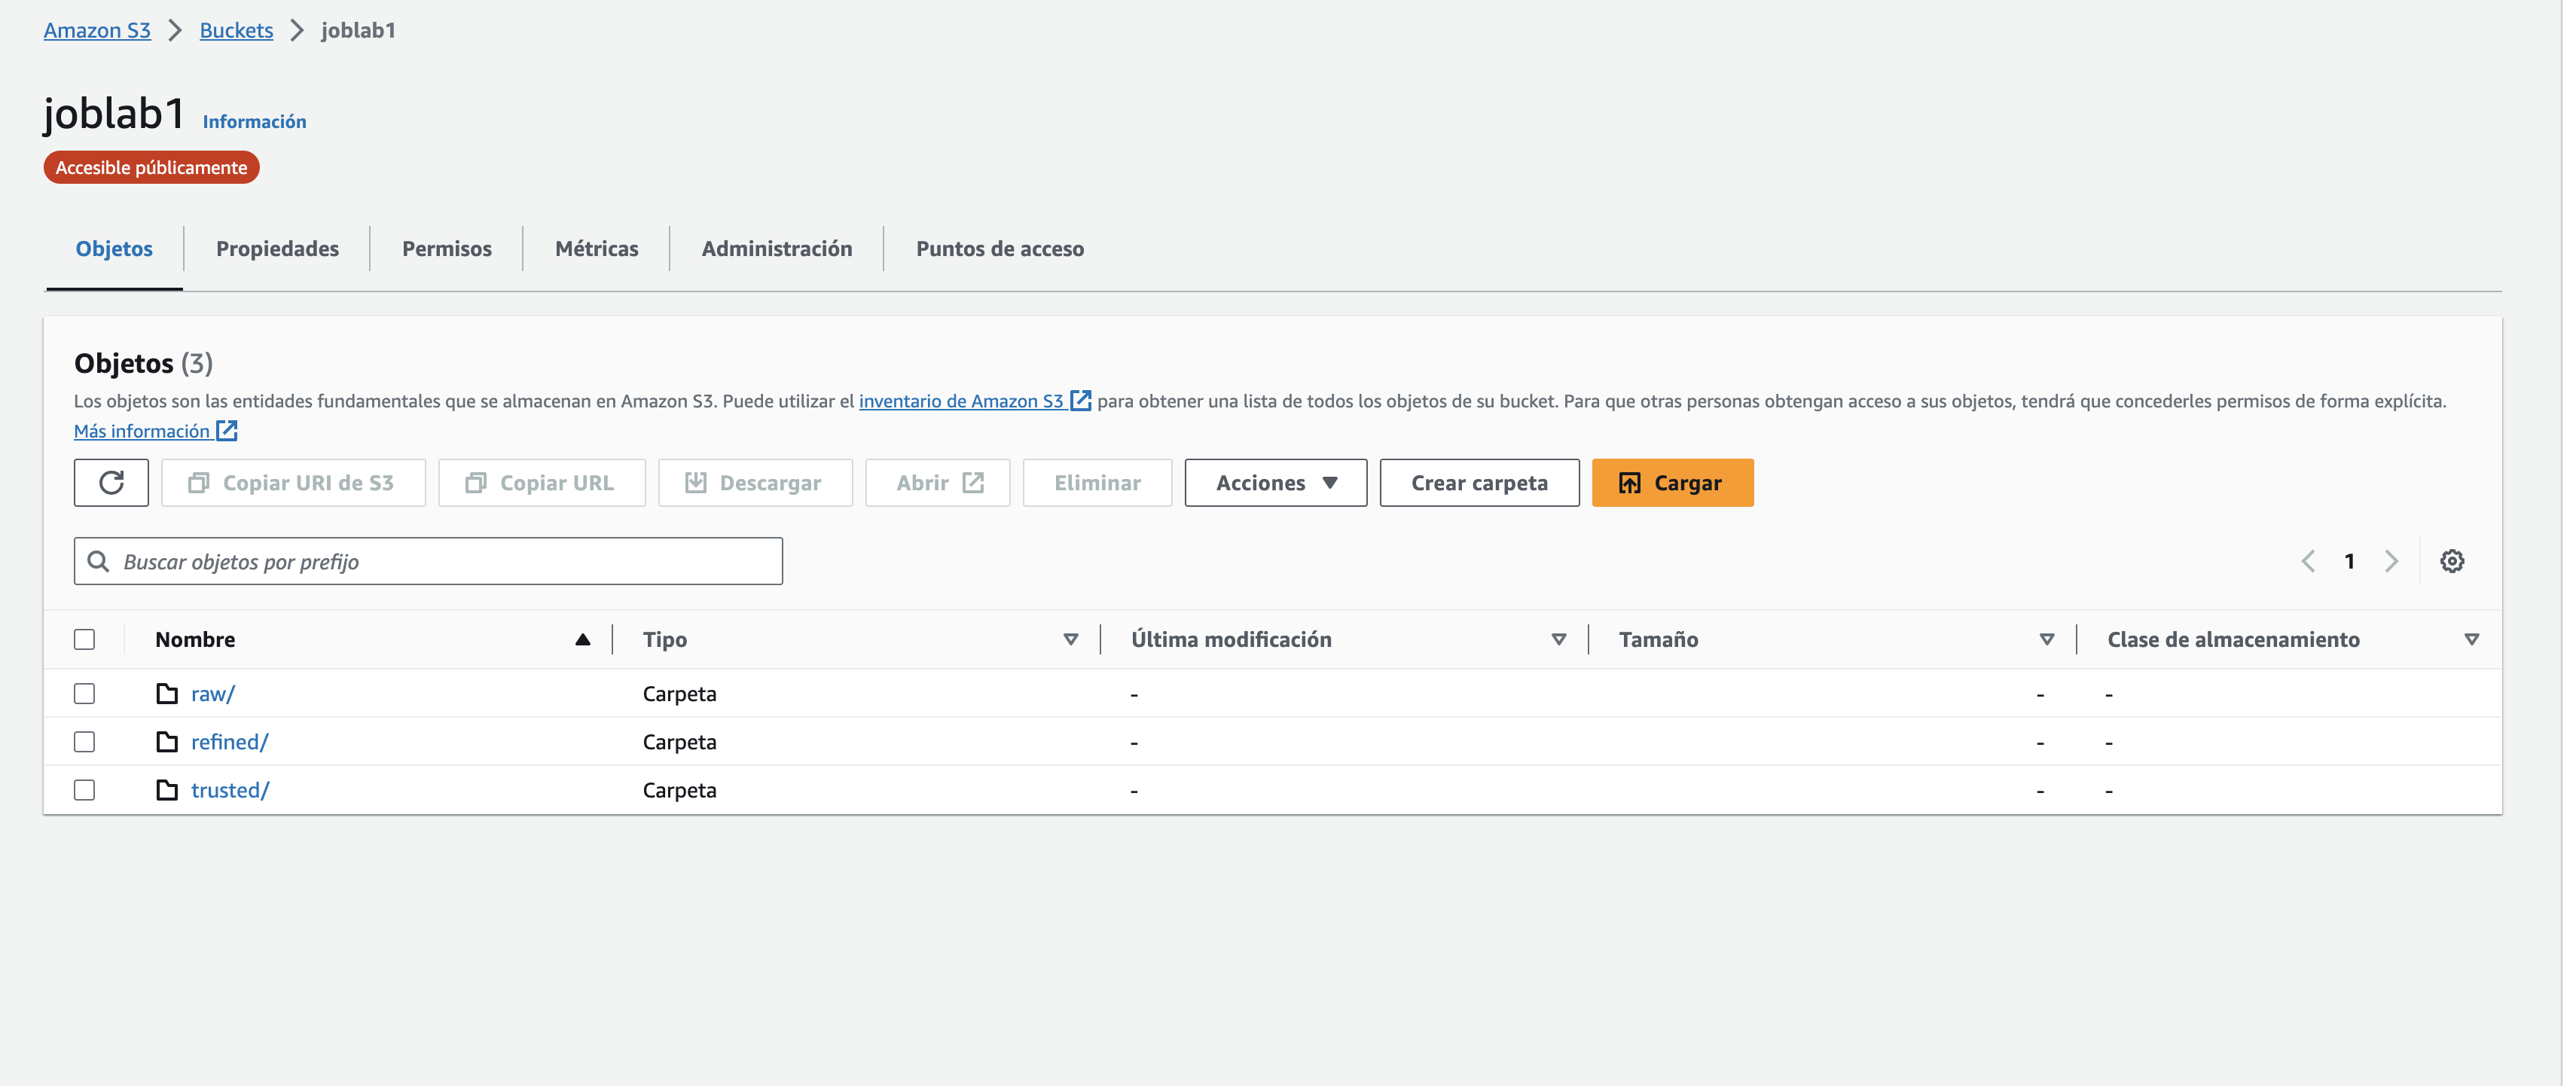 Amazon S3 > Buckets > joblab1
joblab1 Información
Accesible públicamente
Objetos Propiedades Permisos Métricas Administración Puntos de acceso
Objetos (3)
Los objetos son las entidades fundamentales que se almacenan en Amazon S3. Puede utilizar el inventario de Amazon S3 para obtener una lista de todos los objetos de su bucket. Para que otras personas obtengan acceso a sus objetos, tendrá que concederles permisos de forma explícita.
Más información
Copiar URI de S3 Copiar URL Descargar Abrir Eliminar Acciones Crear carpeta Cargar
Buscar objetos por prefijo 1
Nombre Tipo Última modificación Tamaño Clase de almacenamiento
raw/ Carpeta - - -
refined/ Carpeta - - -
trusted/ Carpeta - - -